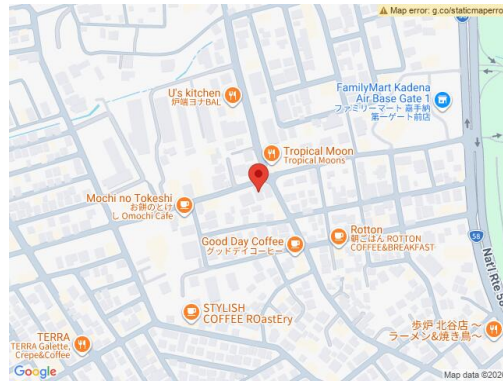 Map error: g.co/staticmaperro
58
U's kitchen
炉端ヨナBAL
FamilyMart Kadena
Air Base Gate 1
ファミリーマート 嘉手納
第一ゲート前店
Tropical Moon
Tropical Moons
Mochi no Tokeshi
お餅のとけ
し Omochi Cafe
Good Day Coffee
グッドデイコーヒー
Rotton
朝ごはん ROTTON
COFFEE&BREAKFAST
58
Nat'l Rte 58
STYLISH
COFFEE ROastERy
TERRA
TERRA Galette,
Crepe&Coffee
歩炉 北谷店 ～
ラーメン&焼き鳥～
Google
Map data ©202